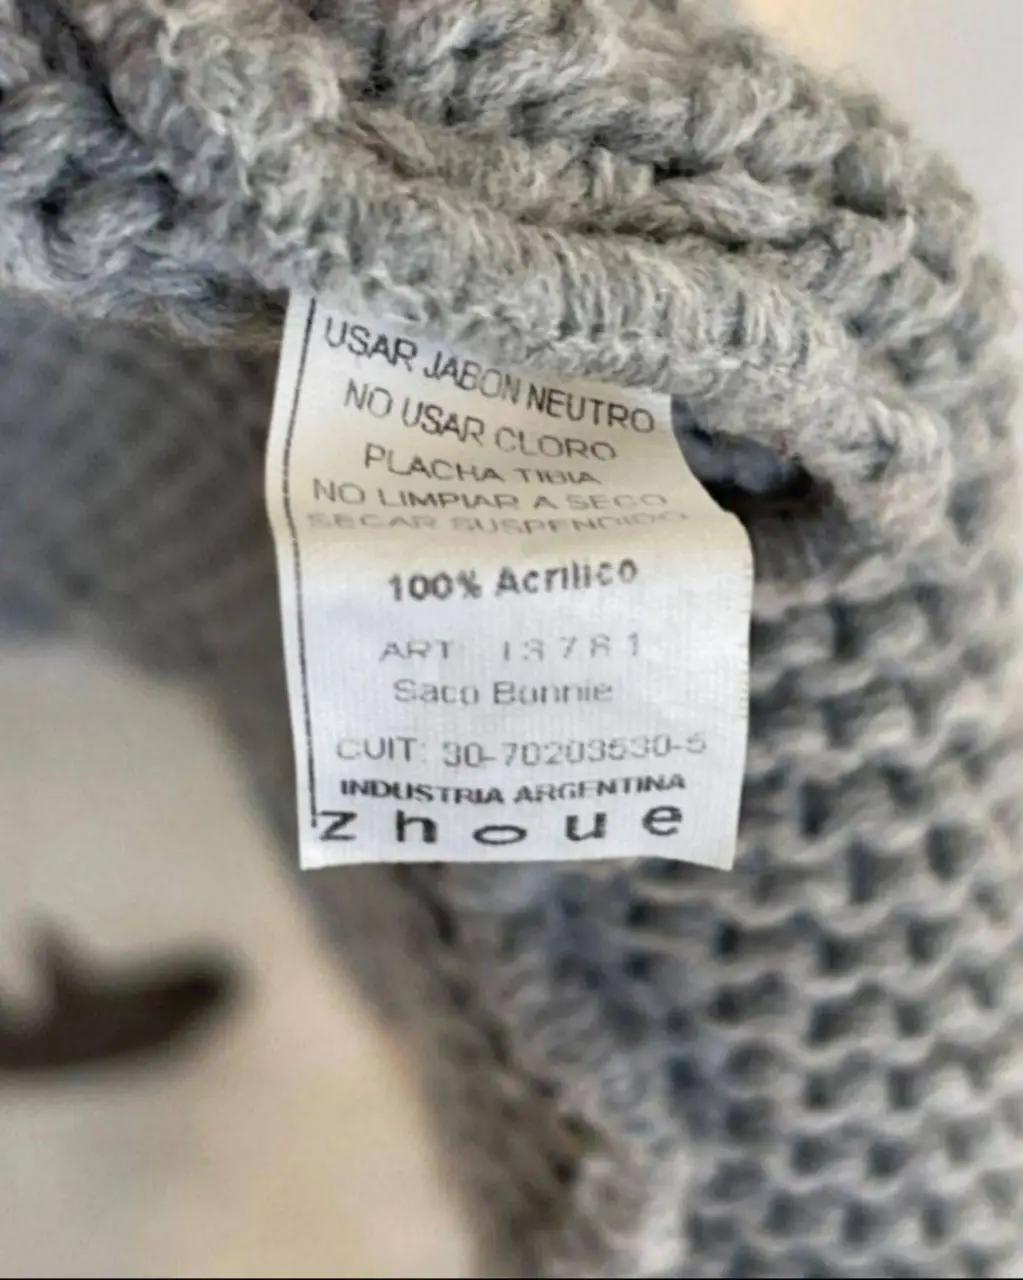 USAR JABON NEUTRO
NO USAR CLORO
PLACHA TIBIA
NO LIMPIAR A SECO
SECAR SUSPENDIDO
100% Acrilico
ART: 13781
Saco Bonnie
CUIT: 30-70203530-5
INDUSTRIA ARGENTINA
zhoue